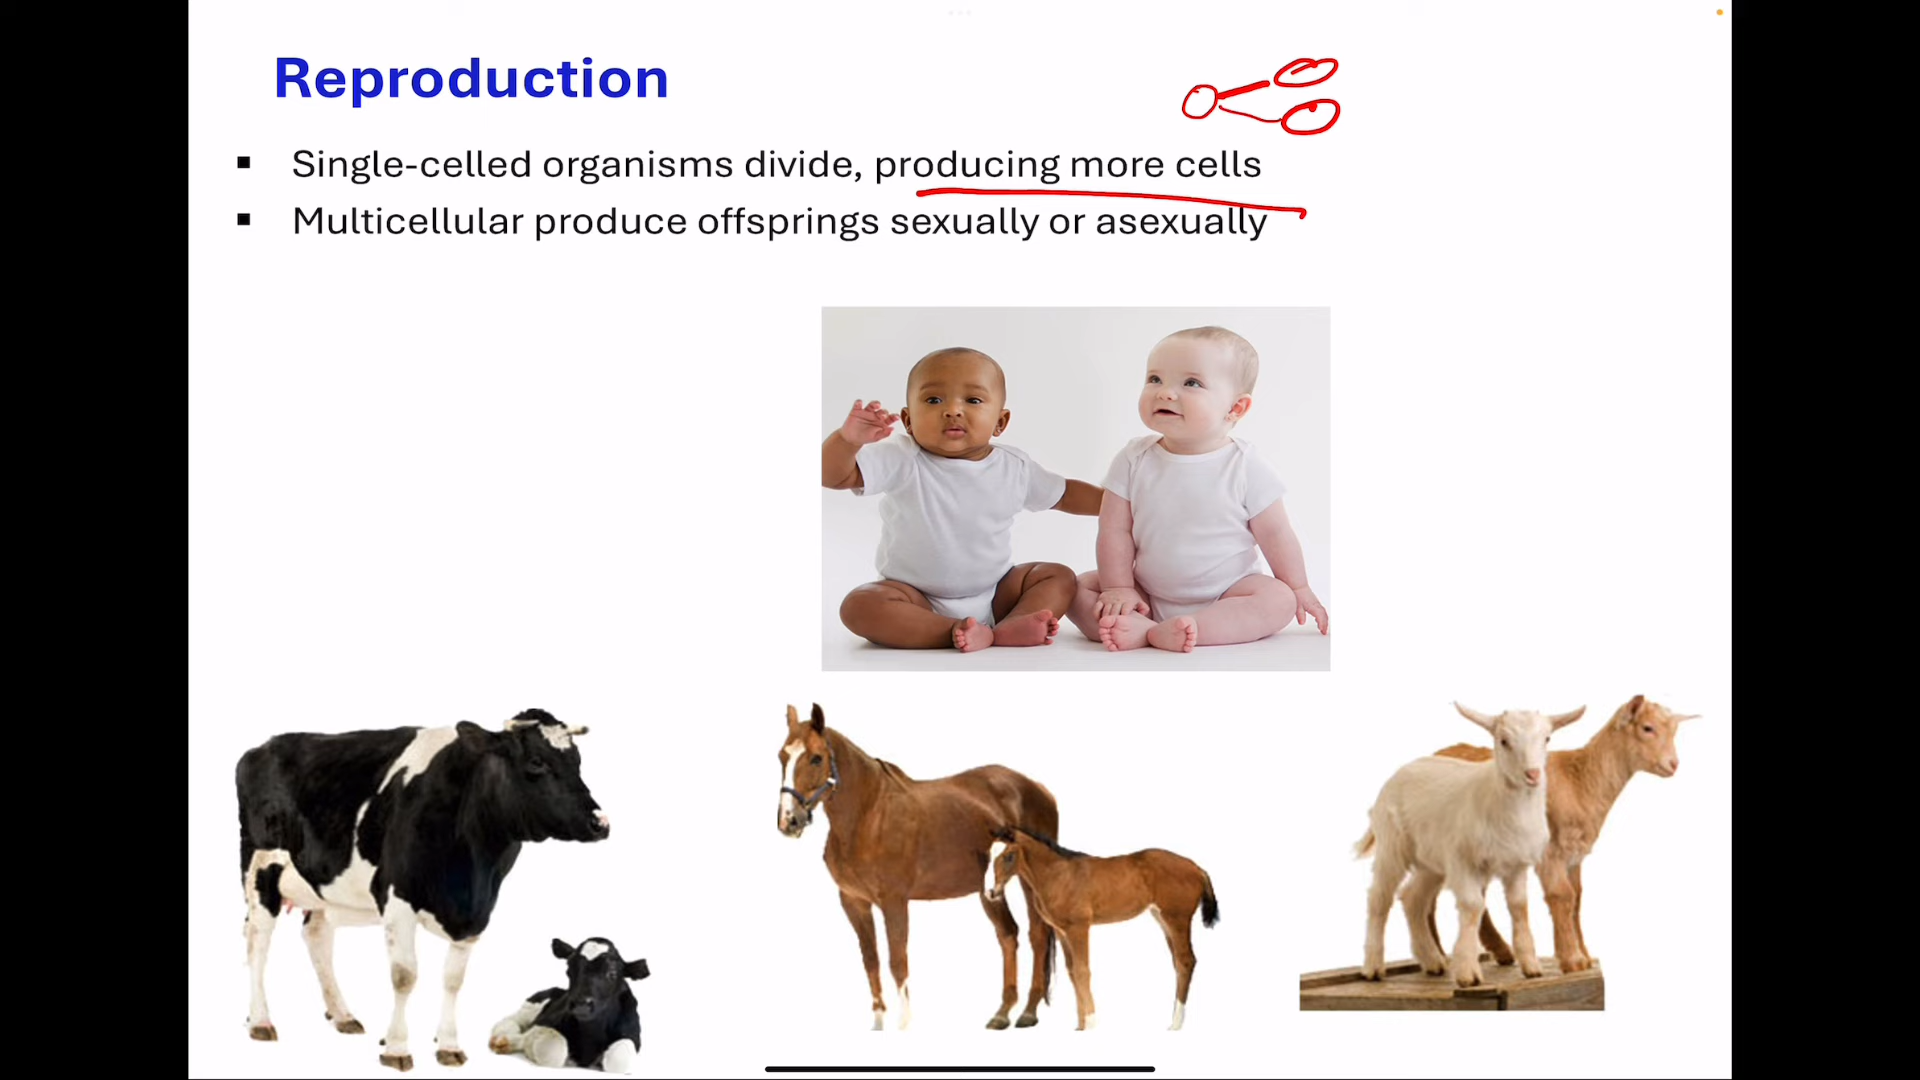 Reproduction
▪ Single-celled organisms divide, producing more cells
▪ Multicellular produce offsprings sexually or asexually